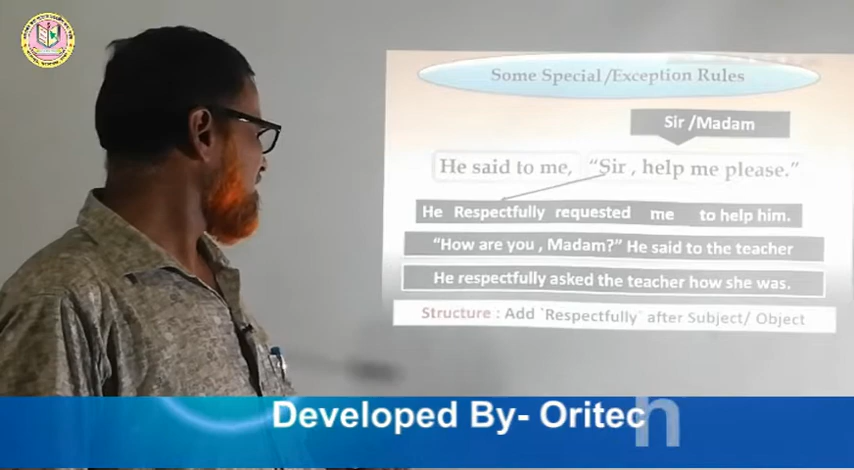 Some Special/Exception Rules
Sir /Madam
He said to me, “Sir , help me please.”
He Respectfully requested me to help him.
“How are you , Madam?” He said to the teacher
He respectfully asked the teacher how she was.
Structure : Add `Respectfully’ after Subject/ Object
Developed By- Oritec h